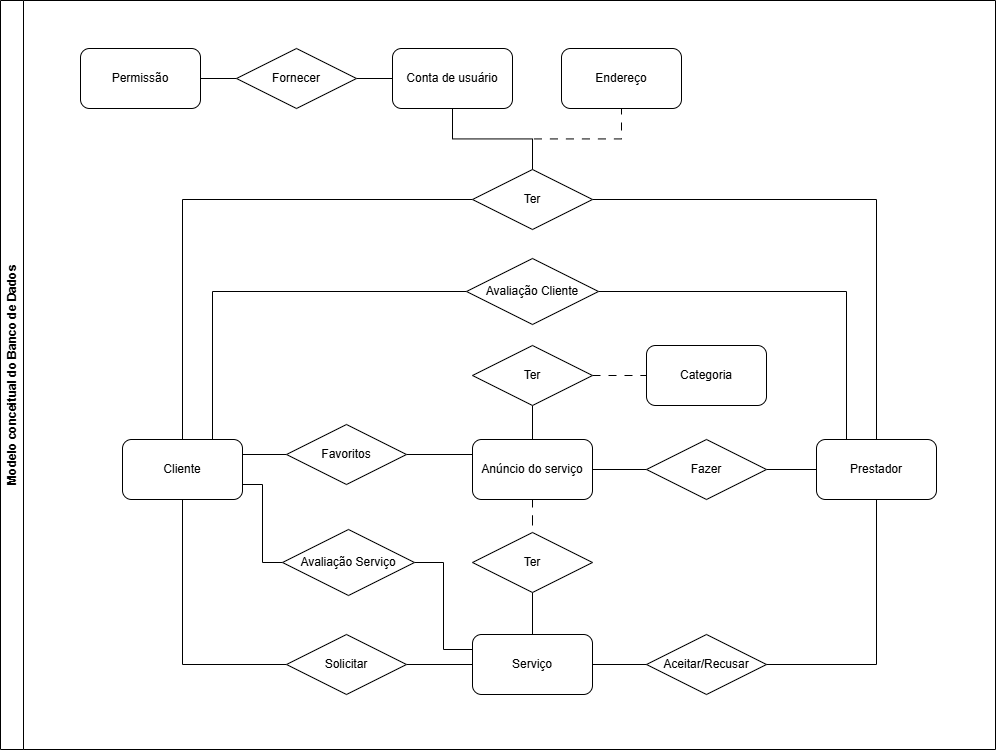 Modelo conceitual do Banco de Dados
Permissão
Fornecer
Conta de usuário
Endereço
Ter
Avaliação Cliente
Ter
Categoria
Cliente
Favoritos
Anúncio do serviço
Fazer
Prestador
Avaliação Serviço
Ter
Solicitar
Serviço
Aceitar/Recusar